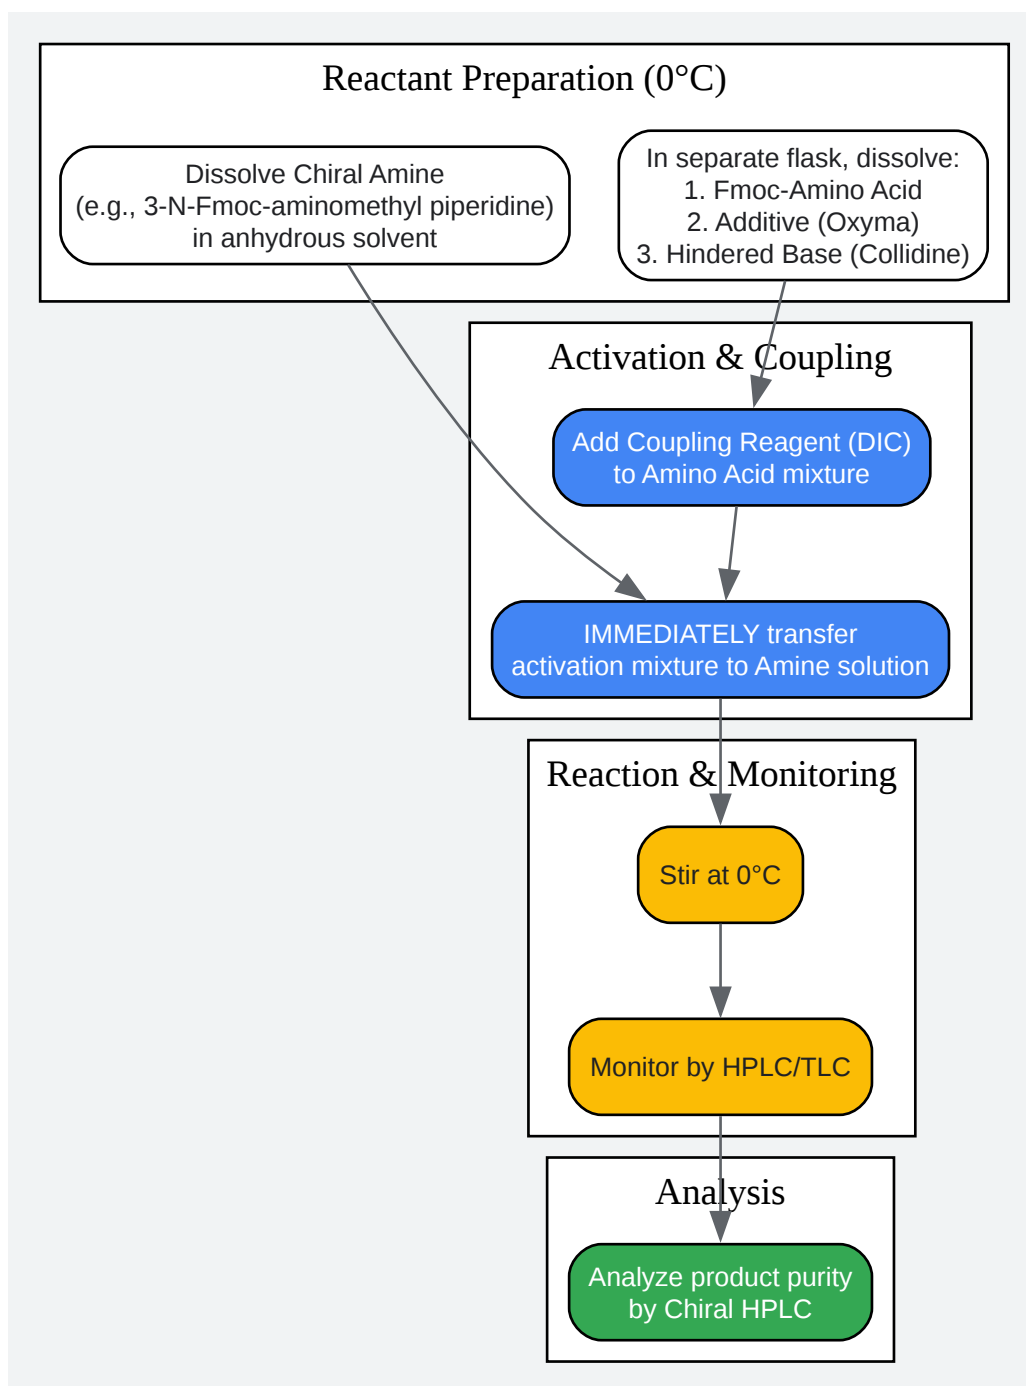 Reactant Preparation (0°C)
Dissolve Chiral Amine
(e.g., 3-N-Fmoc-aminomethyl piperidine)
in anhydrous solvent
In separate flask, dissolve:
1. Fmoc-Amino Acid
2. Additive (Oxyma)
3. Hindered Base (Collidine)
Activation & Coupling
Add Coupling Reagent (DIC)
to Amino Acid mixture
IMMEDIATELY transfer
activation mixture to Amine solution
Reaction & Monitoring
Stir at 0°C
Monitor by HPLC/TLC
Analysis
Analyze product purity
by Chiral HPLC